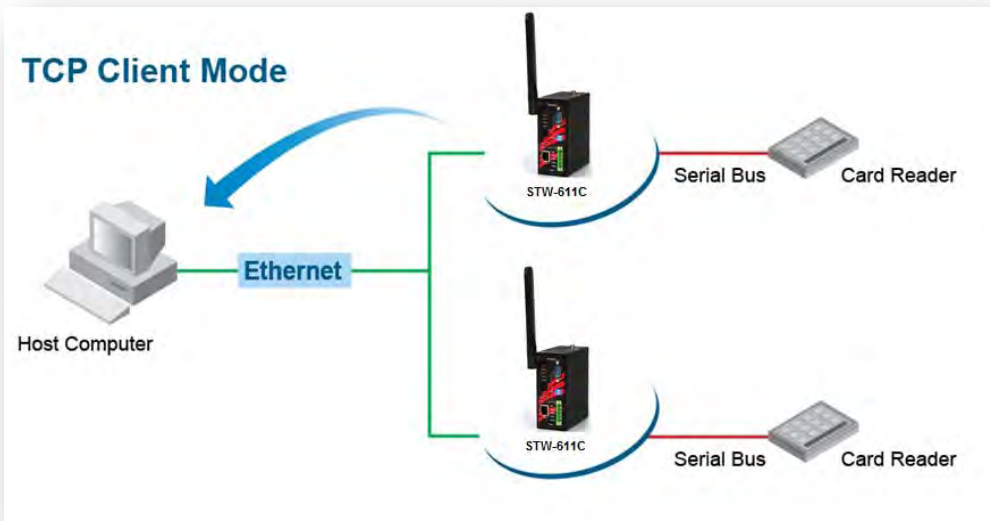 TCP Client Mode
STW-611C
Serial Bus
Card Reader
Ethernet
Host Computer
STW-611C
Serial Bus
Card Reader